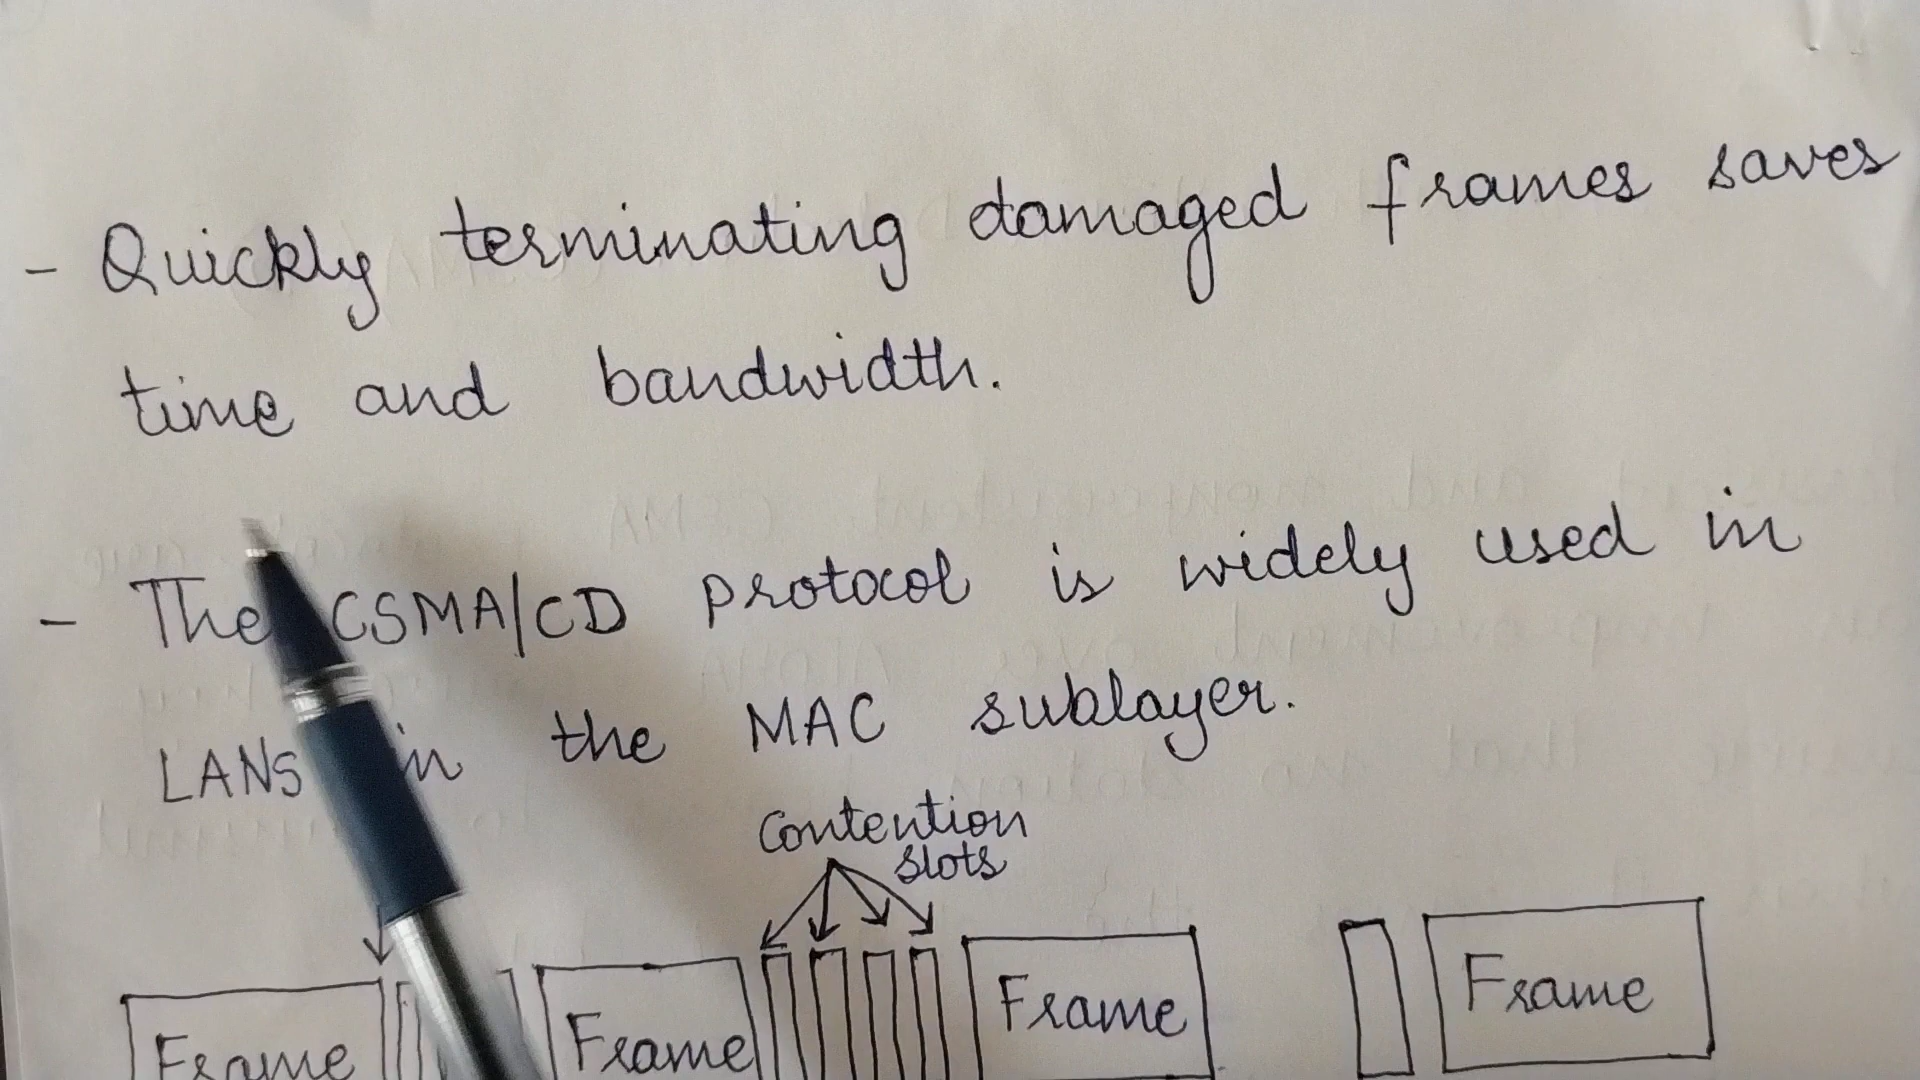 - Quickly terminating damaged frames saves
time and bandwidth.
- The CSMA/CD protocol is widely used in
LANs in the MAC sublayer.
Contention
slots
Frame Frame Frame Frame